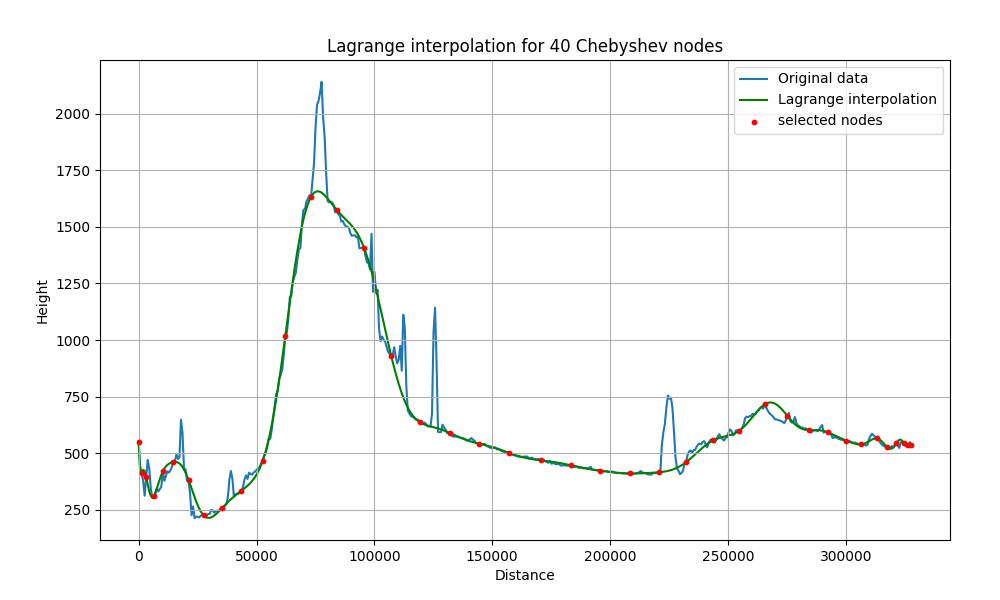 Lagrange interpolation for 40 Chebyshev nodes
Original data
Lagrange interpolation
selected nodes
Height
2000
1750
1500
1250
1000
750
500
250
0
50000
100000
150000
200000
250000
300000
Distance